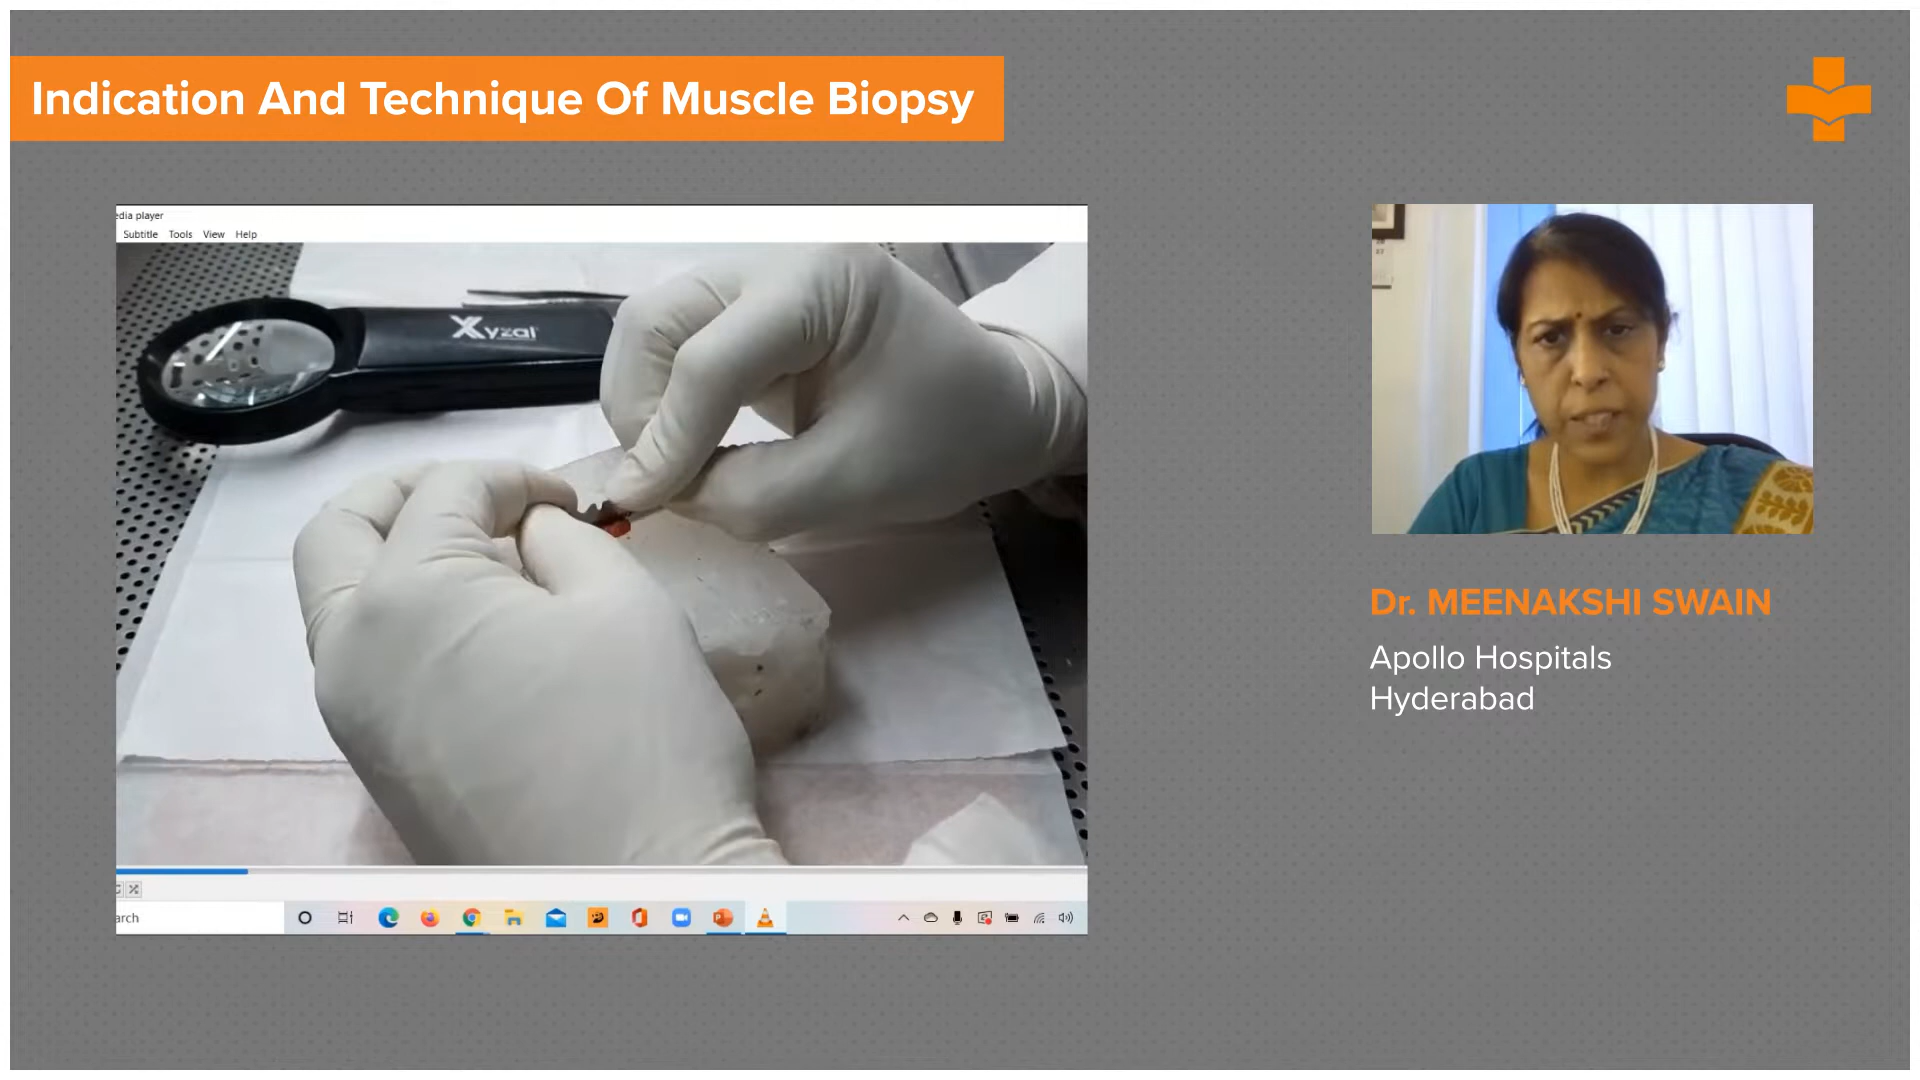 Indication And Technique Of Muscle Biopsy
edia player
Subtitle Tools View Help
Xyzal
Dr. MEENAKSHI SWAIN
Apollo Hospitals
Hyderabad
arch